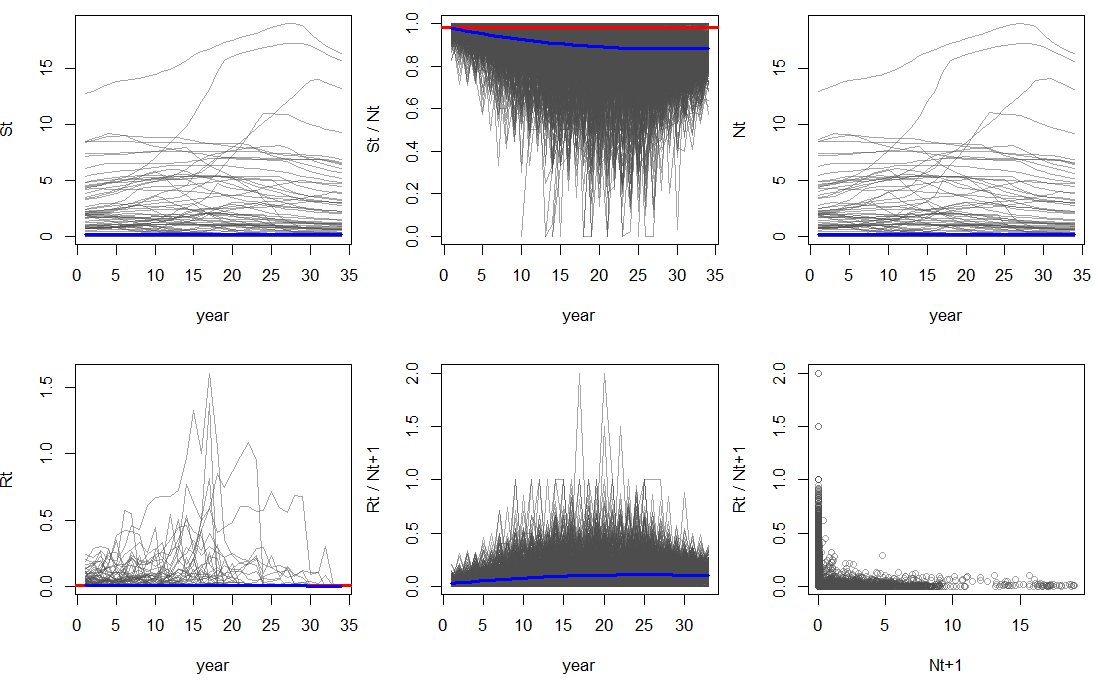 St
0 5 10 15
0 5 10 15 20 25 30 35
year
St / Nt
0.0 0.2 0.4 0.6 0.8 1.0
0 5 10 15 20 25 30 35
year
Nt
0 5 10 15
0 5 10 15 20 25 30 35
year
Rt
0.0 0.5 1.0 1.5
0 5 10 15 20 25 30 35
year
Rt / Nt+1
0.0 0.5 1.0 1.5 2.0
0 5 10 15 20 25 30
year
Rt / Nt+1
0.0 0.5 1.0 1.5 2.0
0 5 10 15
Nt+1